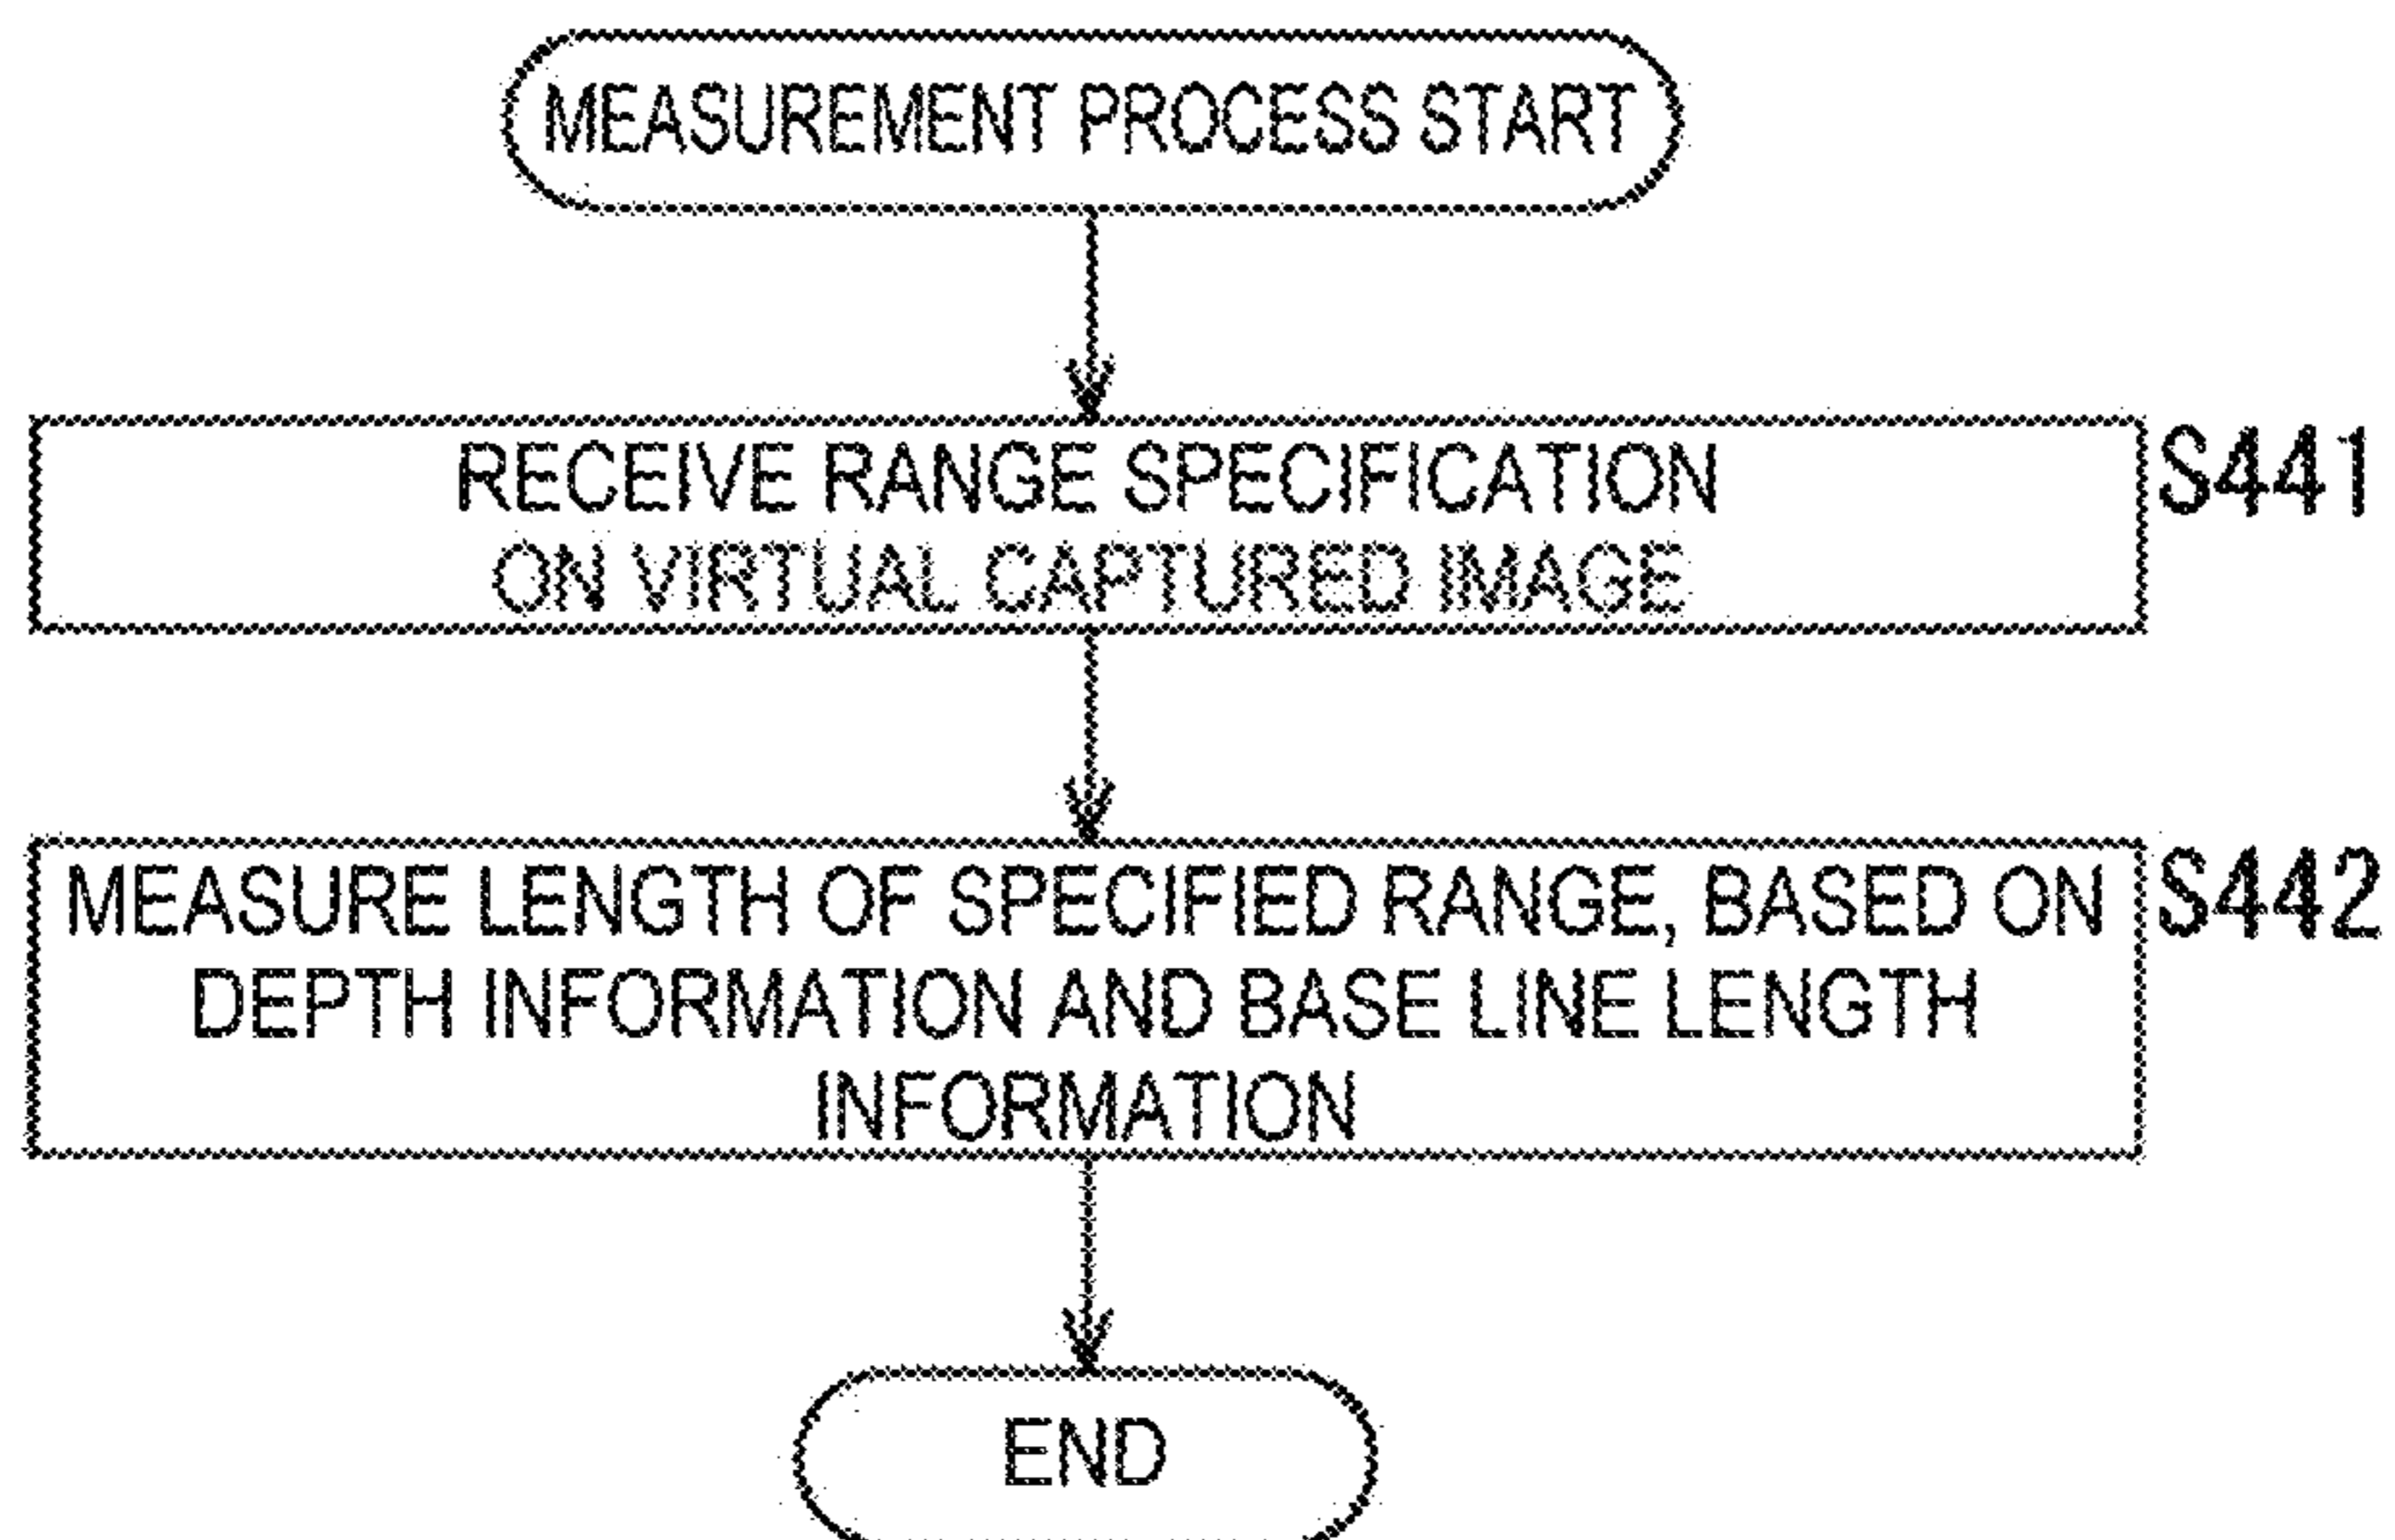 MEASUREMENT PROCESS START
RECEIVE RANGE SPECIFICATION
ON VIRTUAL CAPTURED IMAGE
S441
MEASURE LENGTH OF SPECIFIED RANGE, BASED ON
DEPTH INFORMATION AND BASE LINE LENGTH
INFORMATION
S442
END